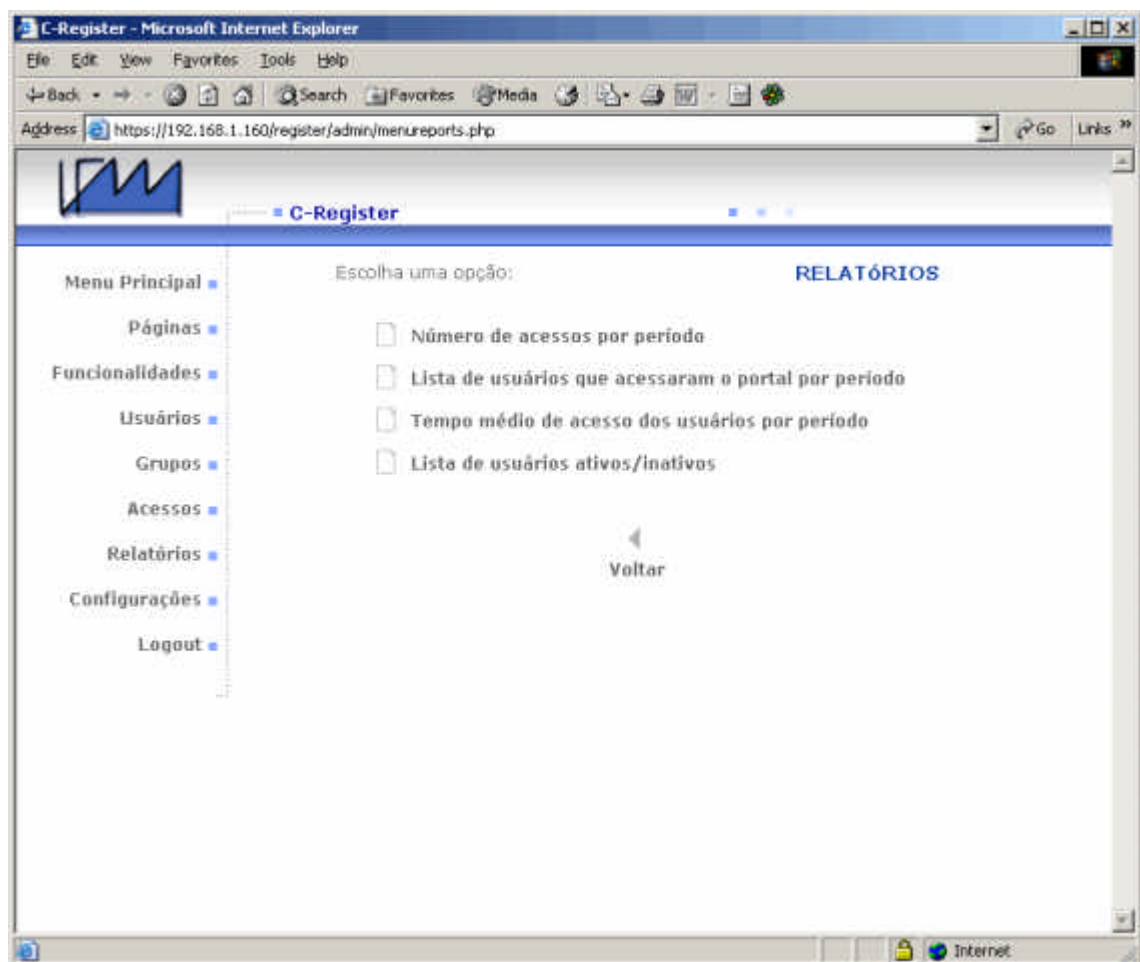 C-Register - Microsoft Internet Explorer
File Edit View Favorites Tools Help
Back Search Favorites Media
Address https://192.168.1.160/register/admin/menureports.php Go Links »
C-Register
Menu Principal
Páginas
Funcionalidades
Usuários
Grupos
Acessos
Relatórios
Configurações
Logout
Escolha uma opção:
RELATÓRIOS
Número de acessos por período
Lista de usuários que acessaram o portal por período
Tempo médio de acesso dos usuários por período
Lista de usuários ativos/inativos
Voltar
Internet